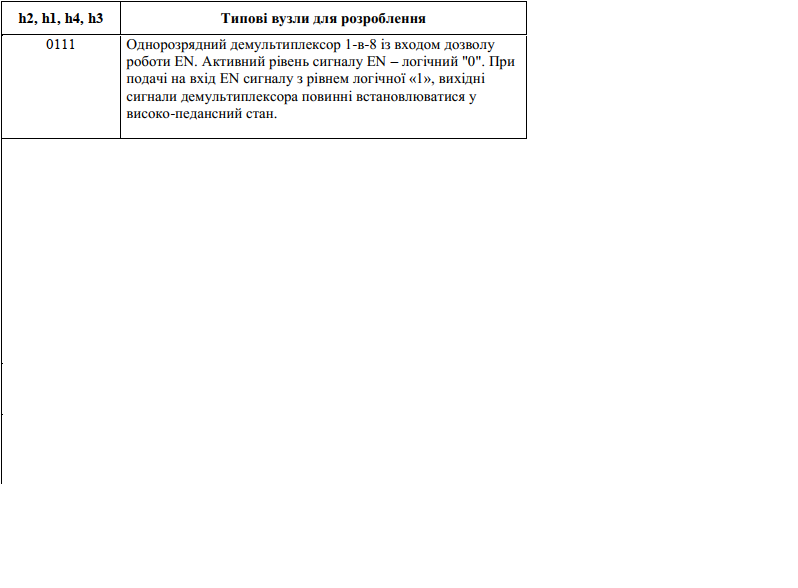 h2, h1, h4, h3
Типові вузли для розроблення
0111
Однорозрядний демультиплексор 1-в-8 із входом дозволу
роботи EN. Активний рівень сигналу EN – логічний "0". При
подачі на вхід EN сигналу з рівнем логічної «1», вихідні
сигнали демультиплексора повинні встановлюватися у
високо-педансний стан.